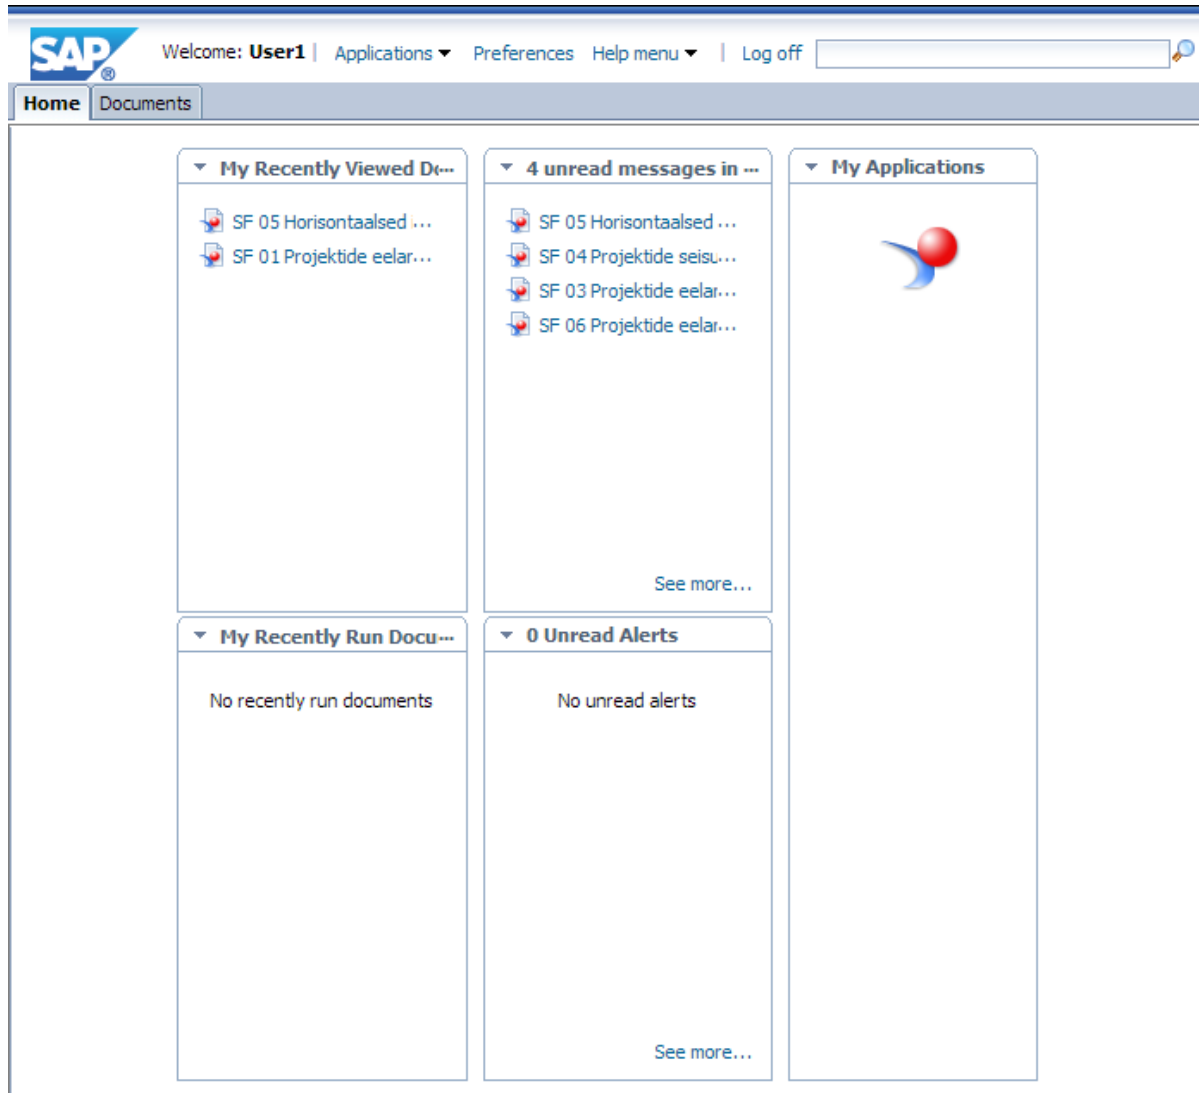 SAP®
Welcome: User1 | Applications Preferences Help menu | Log off
Home Documents
My Recently Viewed Do...
SF 05 Horisontaalsed ...
SF 01 Projektide eelar...
4 unread messages in ...
SF 05 Horisontaalsed ...
SF 04 Projektide seisu...
SF 03 Projektide eelar...
SF 06 Projektide eelar...
See more...
My Applications
My Recently Run Docu...
No recently run documents
0 Unread Alerts
No unread alerts
See more...